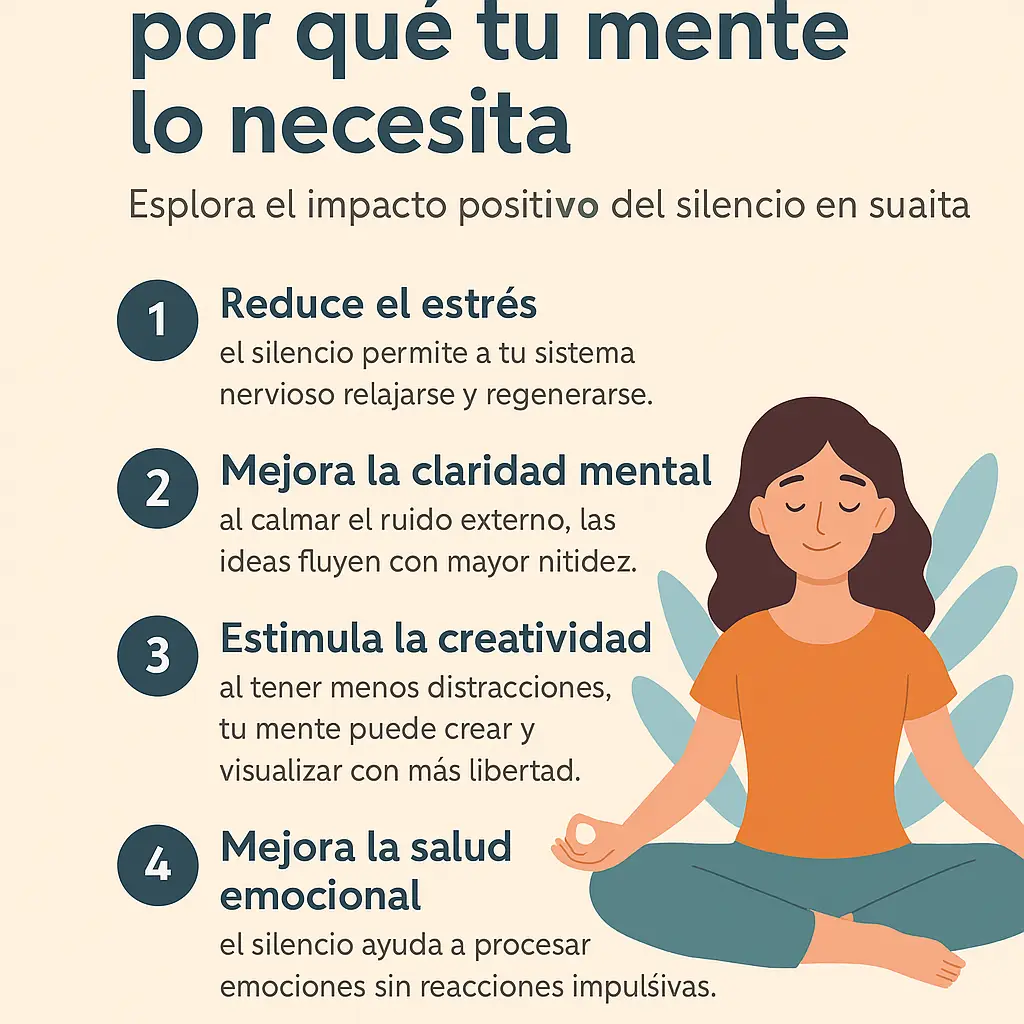 por qué tu mente
lo necesita
Esplora el impacto positivo del silencio en suaita
1
Reduce el estrés
el silencio permite a tu sistema
nervioso relajarse y regenerarse.
2
Mejora la claridad mental
al calmar el ruido externo, las
ideas fluyen con mayor nitidez.
3
Estimula la creatividad
al tener menos distracciones,
tu mente puede crear y
visualizar con más libertad.
4
Mejora la salud
emocional
el silencio ayuda a procesar
emociones sin reacciones impulśivas.